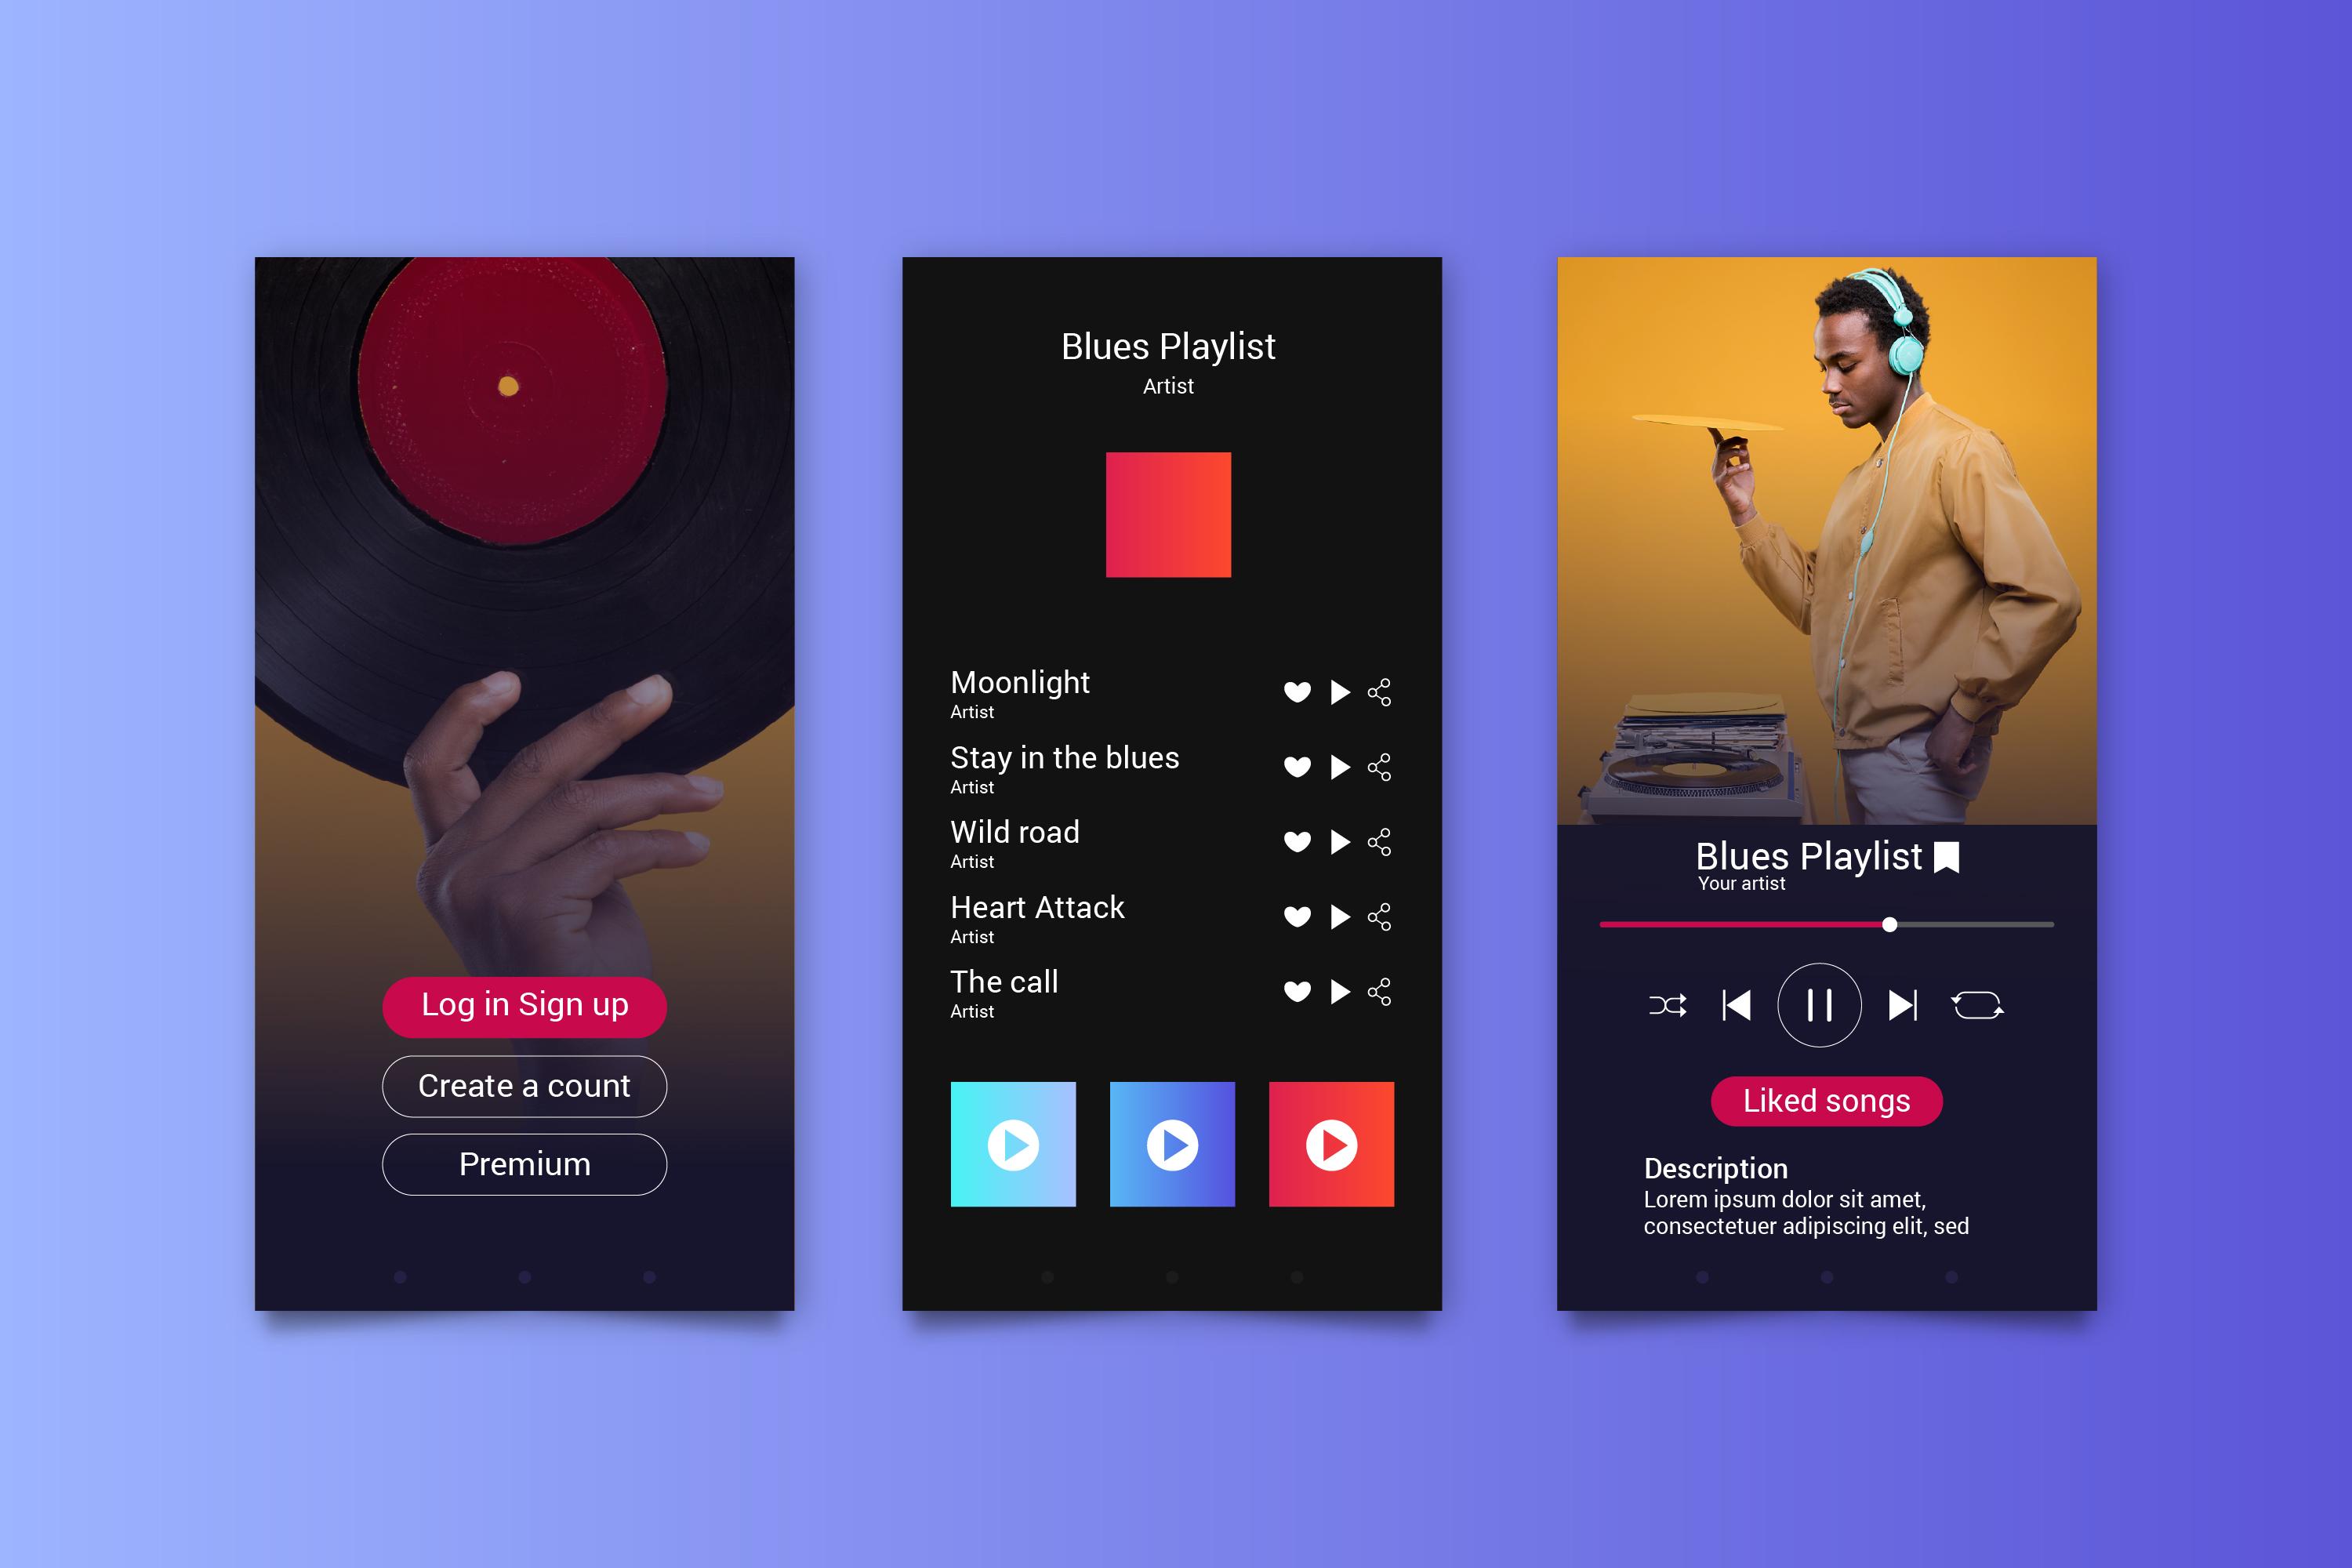 Log in Sign up
Create a count
Premium
Blues Playlist
Artist
Moonlight
Artist
Stay in the blues
Artist
Wild road
Artist
Heart Attack
Artist
The call
Artist
Blues Playlist
Your artist
Liked songs
Description
Lorem ipsum dolor sit amet,
consectetuer adipiscing elit, sed